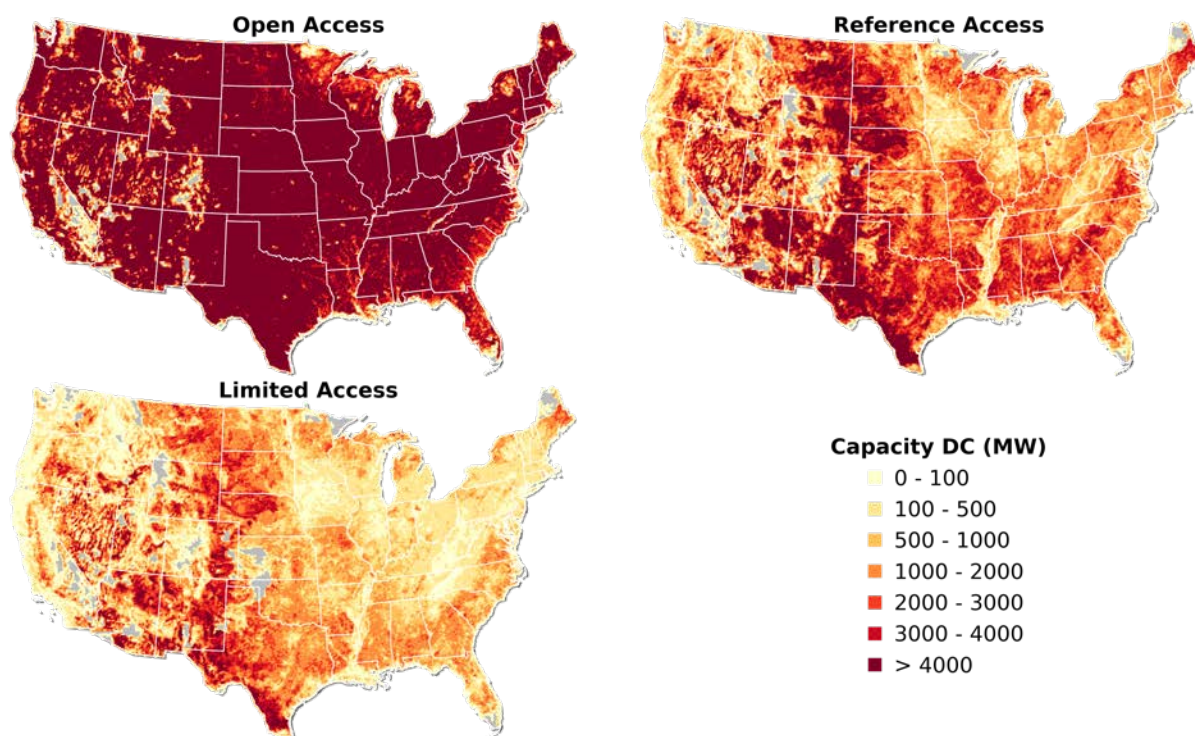 Open Access
Reference Access
Limited Access
Capacity DC (MW)
0 - 100
100 - 500
500 - 1000
1000 - 2000
2000 - 3000
3000 - 4000
> 4000